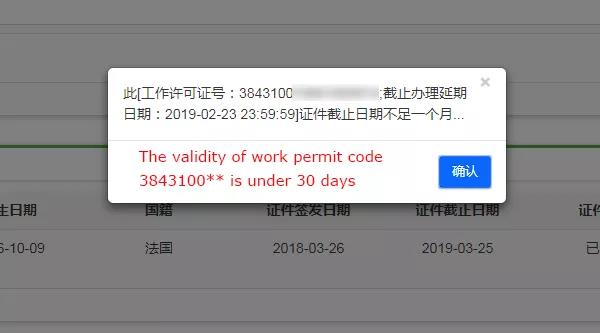 此[工作许可证号：3843100;截止办理延期
日期：2019-02-23 23:59:59]证件截止日期不足一个月...
×
The validity of work permit code
3843100** is under 30 days
确认
生日期 国籍 证件签发日期 证件截止日期 证件
6-10-09 法国 2018-03-26 2019-03-25 已